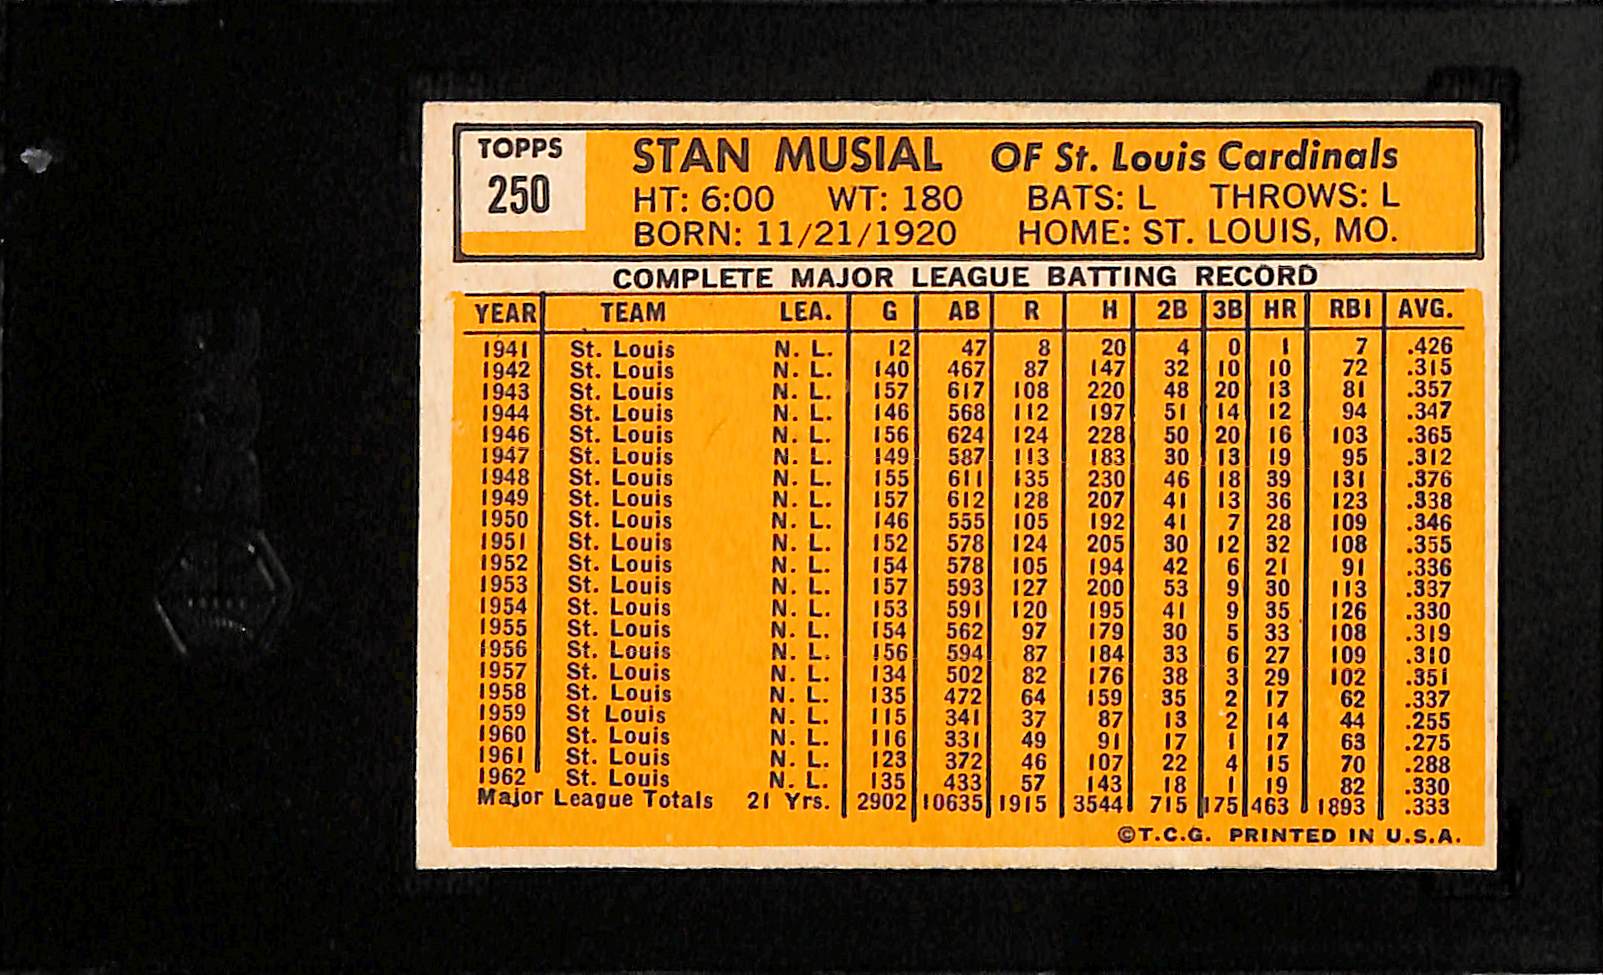 TOPPS
250
STAN MUSIAL OF St. Louis Cardinals
HT: 6:00 WT: 180 BATS: L THROWS: L
BORN: 11/21/1920 HOME: ST. LOUIS, MO.
COMPLETE MAJOR LEAGUE BATTING RECORD
YEAR TEAM LEA. G AB R H 2B 3B HR RBI AVG.
1941 St. Louis N. L. 12 47 8 20 4 0 1 7 .426
1942 St. Louis N. L. 140 467 87 147 32 10 10 72 .315
1943 St. Louis N. L. 157 617 108 220 48 20 13 81 .357
1944 St. Louis N. L. 146 568 112 197 51 14 12 94 .347
1946 St. Louis N. L. 156 624 124 228 50 20 16 103 .365
1947 St. Louis N. L. 149 587 113 183 30 13 19 95 .312
1948 St. Louis N. L. 155 611 135 230 46 18 39 131 .376
1949 St. Louis N. L. 157 612 128 207 41 13 36 123 .338
1950 St. Louis N. L. 146 555 105 192 41 7 28 109 .346
1951 St. Louis N. L. 152 578 124 205 30 12 32 108 .355
1952 St. Louis N. L. 154 578 105 194 42 6 21 91 .336
1953 St. Louis N. L. 157 593 127 200 53 9 30 113 .337
1954 St. Louis N. L. 153 591 120 195 41 9 35 126 .330
1955 St. Louis N. L. 154 562 97 179 30 5 33 108 .319
1956 St. Louis N. L. 156 594 87 184 33 6 27 109 .310
1957 St. Louis N. L. 134 502 82 176 38 3 29 102 .351
1958 St. Louis N. L. 135 472 64 159 35 2 17 62 .337
1959 St Louis N. L. 115 341 37 87 13 2 14 44 .255
1960 St. Louis N. L. 116 331 49 91 17 1 17 63 .275
1961 St. Louis N. L. 123 372 46 107 22 4 15 70 .288
1962 St. Louis N. L. 135 433 57 143 18 1 19 82 .330
Major League Totals 21 Yrs. 2902 10635 1915 3544 715 175 463 1893 .333
©T.C.G. PRINTED IN U.S.A.